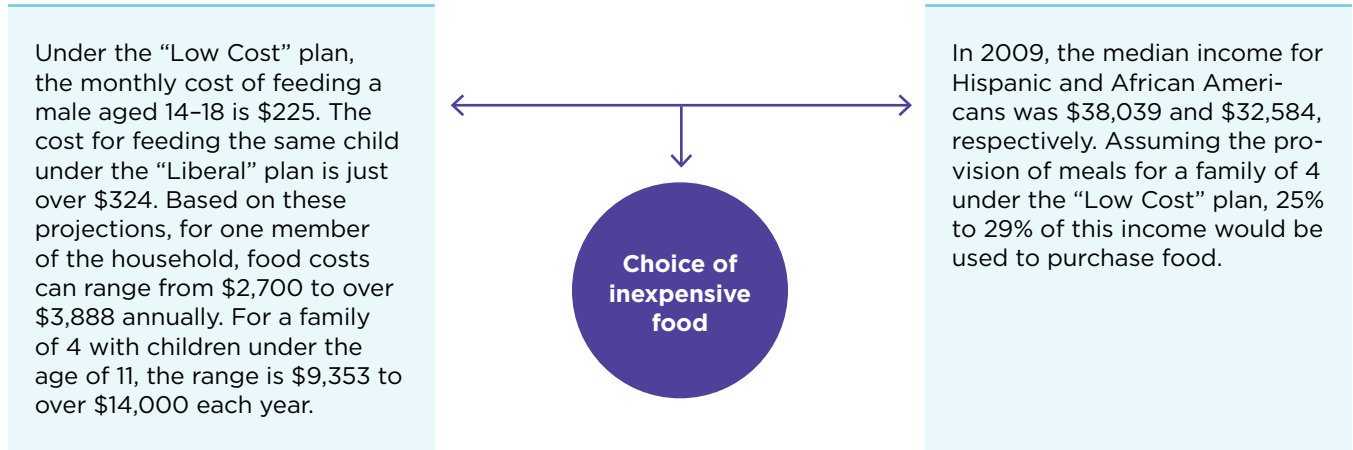 Under the “Low Cost” plan,
the monthly cost of feeding a
male aged 14–18 is $225. The
cost for feeding the same child
under the “Liberal” plan is just
over $324. Based on these
projections, for one member
of the household, food costs
can range from $2,700 to over
$3,888 annually. For a family
of 4 with children under the
age of 11, the range is $9,353 to
over $14,000 each year.
Choice of
inexpensive
food
In 2009, the median income for
Hispanic and African Ameri-
cans was $38,039 and $32,584,
respectively. Assuming the pro-
vision of meals for a family of 4
under the “Low Cost” plan, 25%
to 29% of this income would be
used to purchase food.